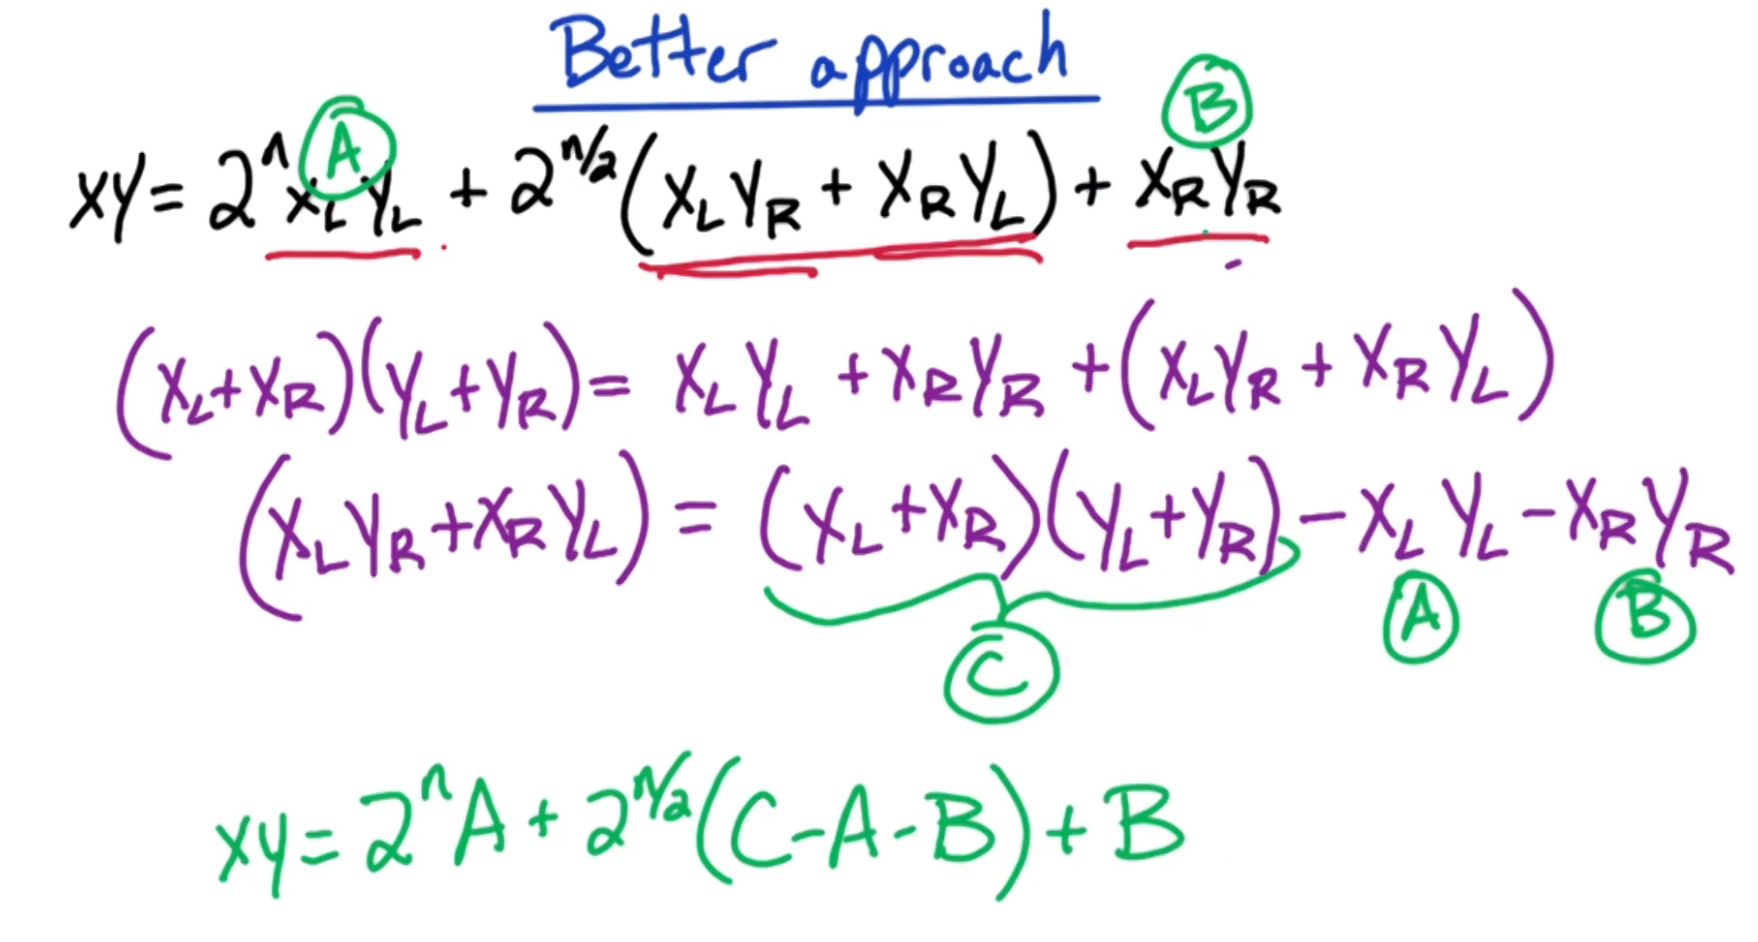 Better approach
A B
xy = 2^n x_L y_L + 2^{n/2} (x_L y_R + x_R y_L) + x_R y_R
(x_L + x_R)(y_L + y_R) = x_L y_L + x_R y_R + (x_L y_R + x_R y_L)
(x_L y_R + x_R y_L) = (x_L + x_R)(y_L + y_R) - x_L y_L - x_R y_R
C A B
xy = 2^n A + 2^{n/2} (C - A - B) + B